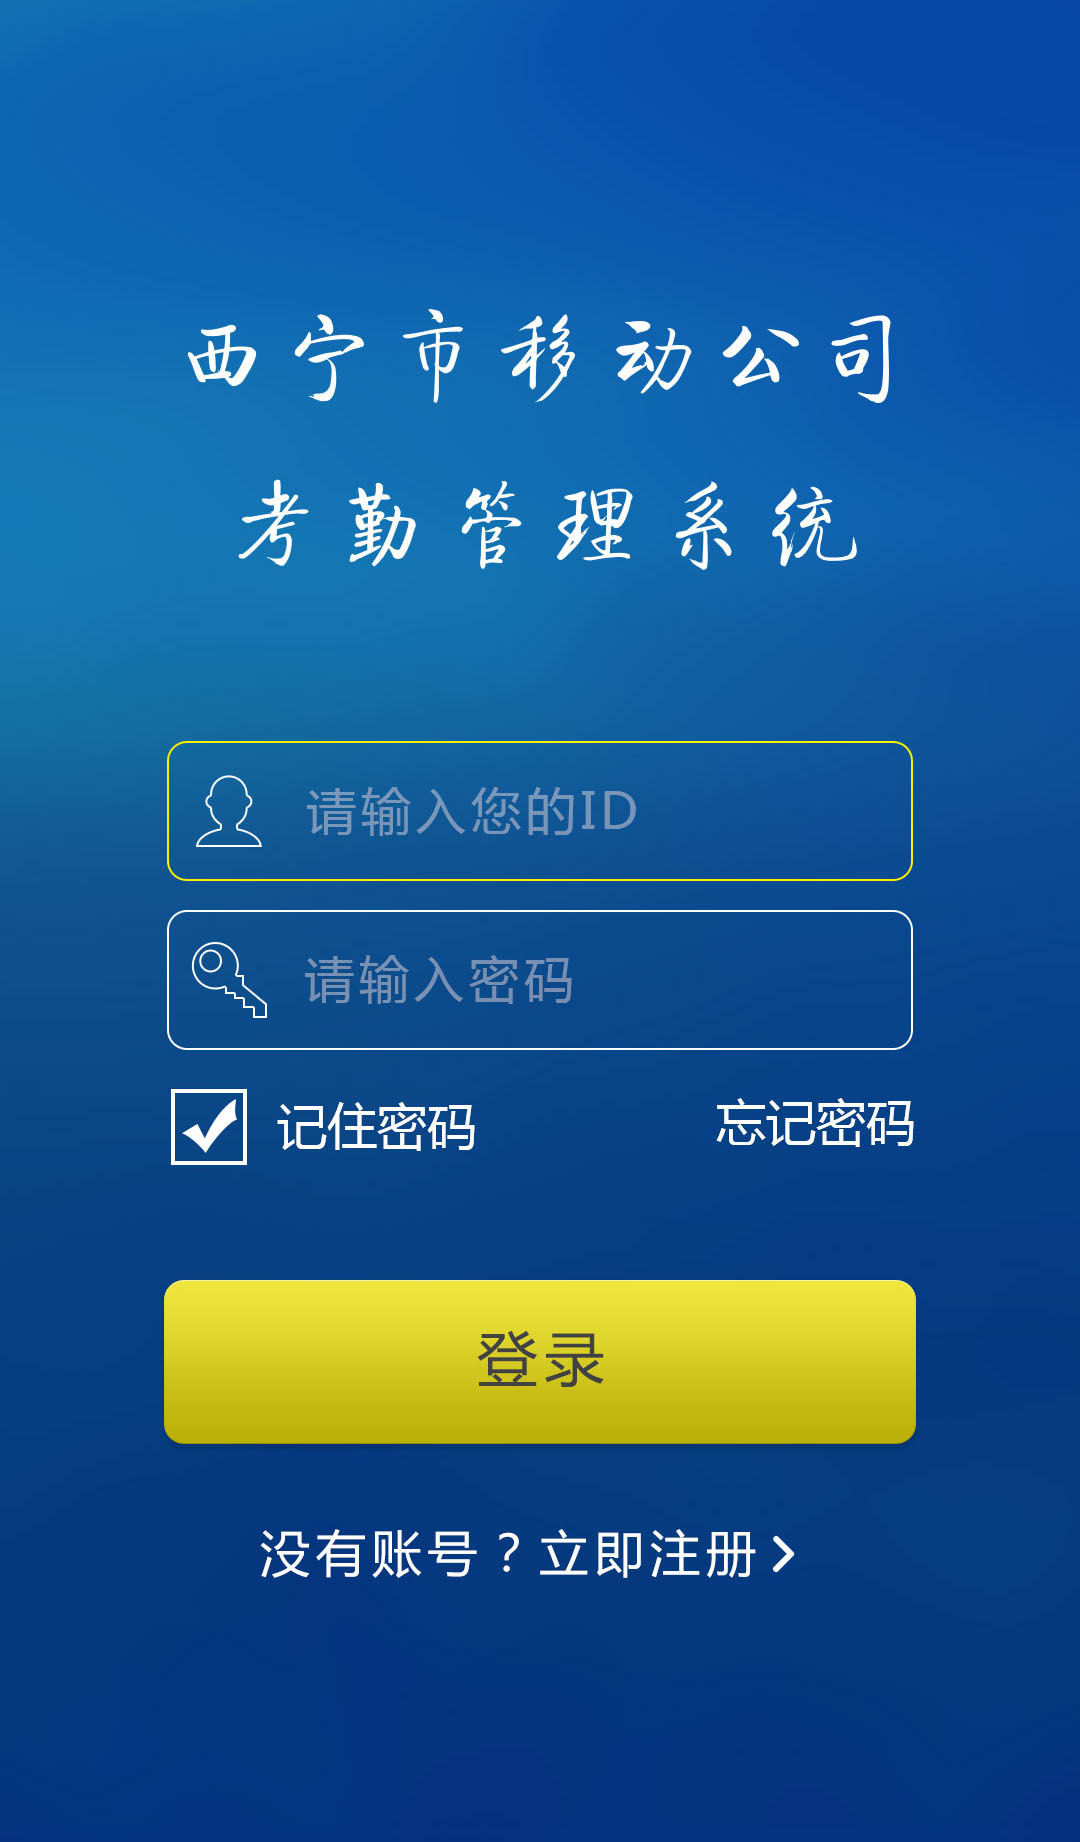 西宁市移动公司
考勤管理系统
请输入您的ID
请输入密码
记住密码 忘记密码
登录
没有账号？立即注册